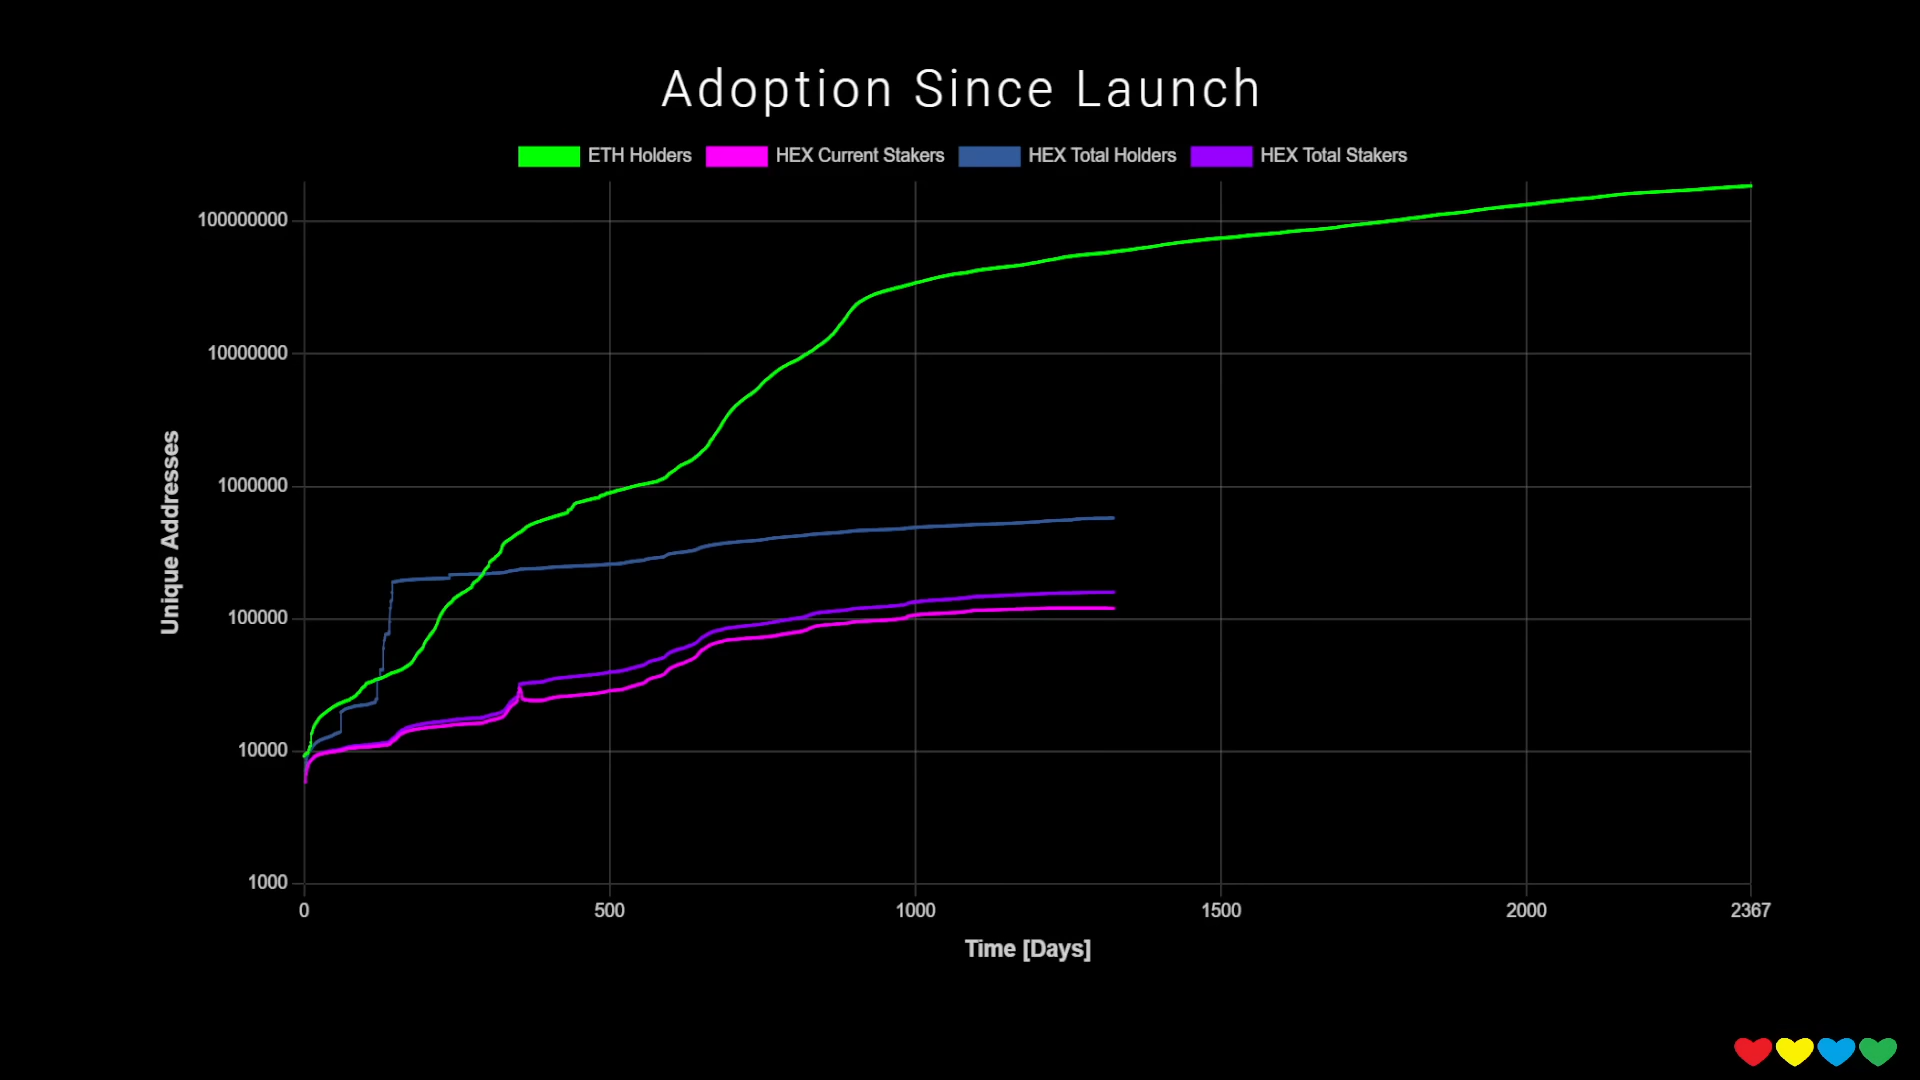 Adoption Since Launch
ETH Holders HEX Current Stakers HEX Total Holders HEX Total Stakers
100000000
10000000
1000000
100000
10000
1000
Unique Addresses
0 500 1000 1500 2000 2367
Time [Days]